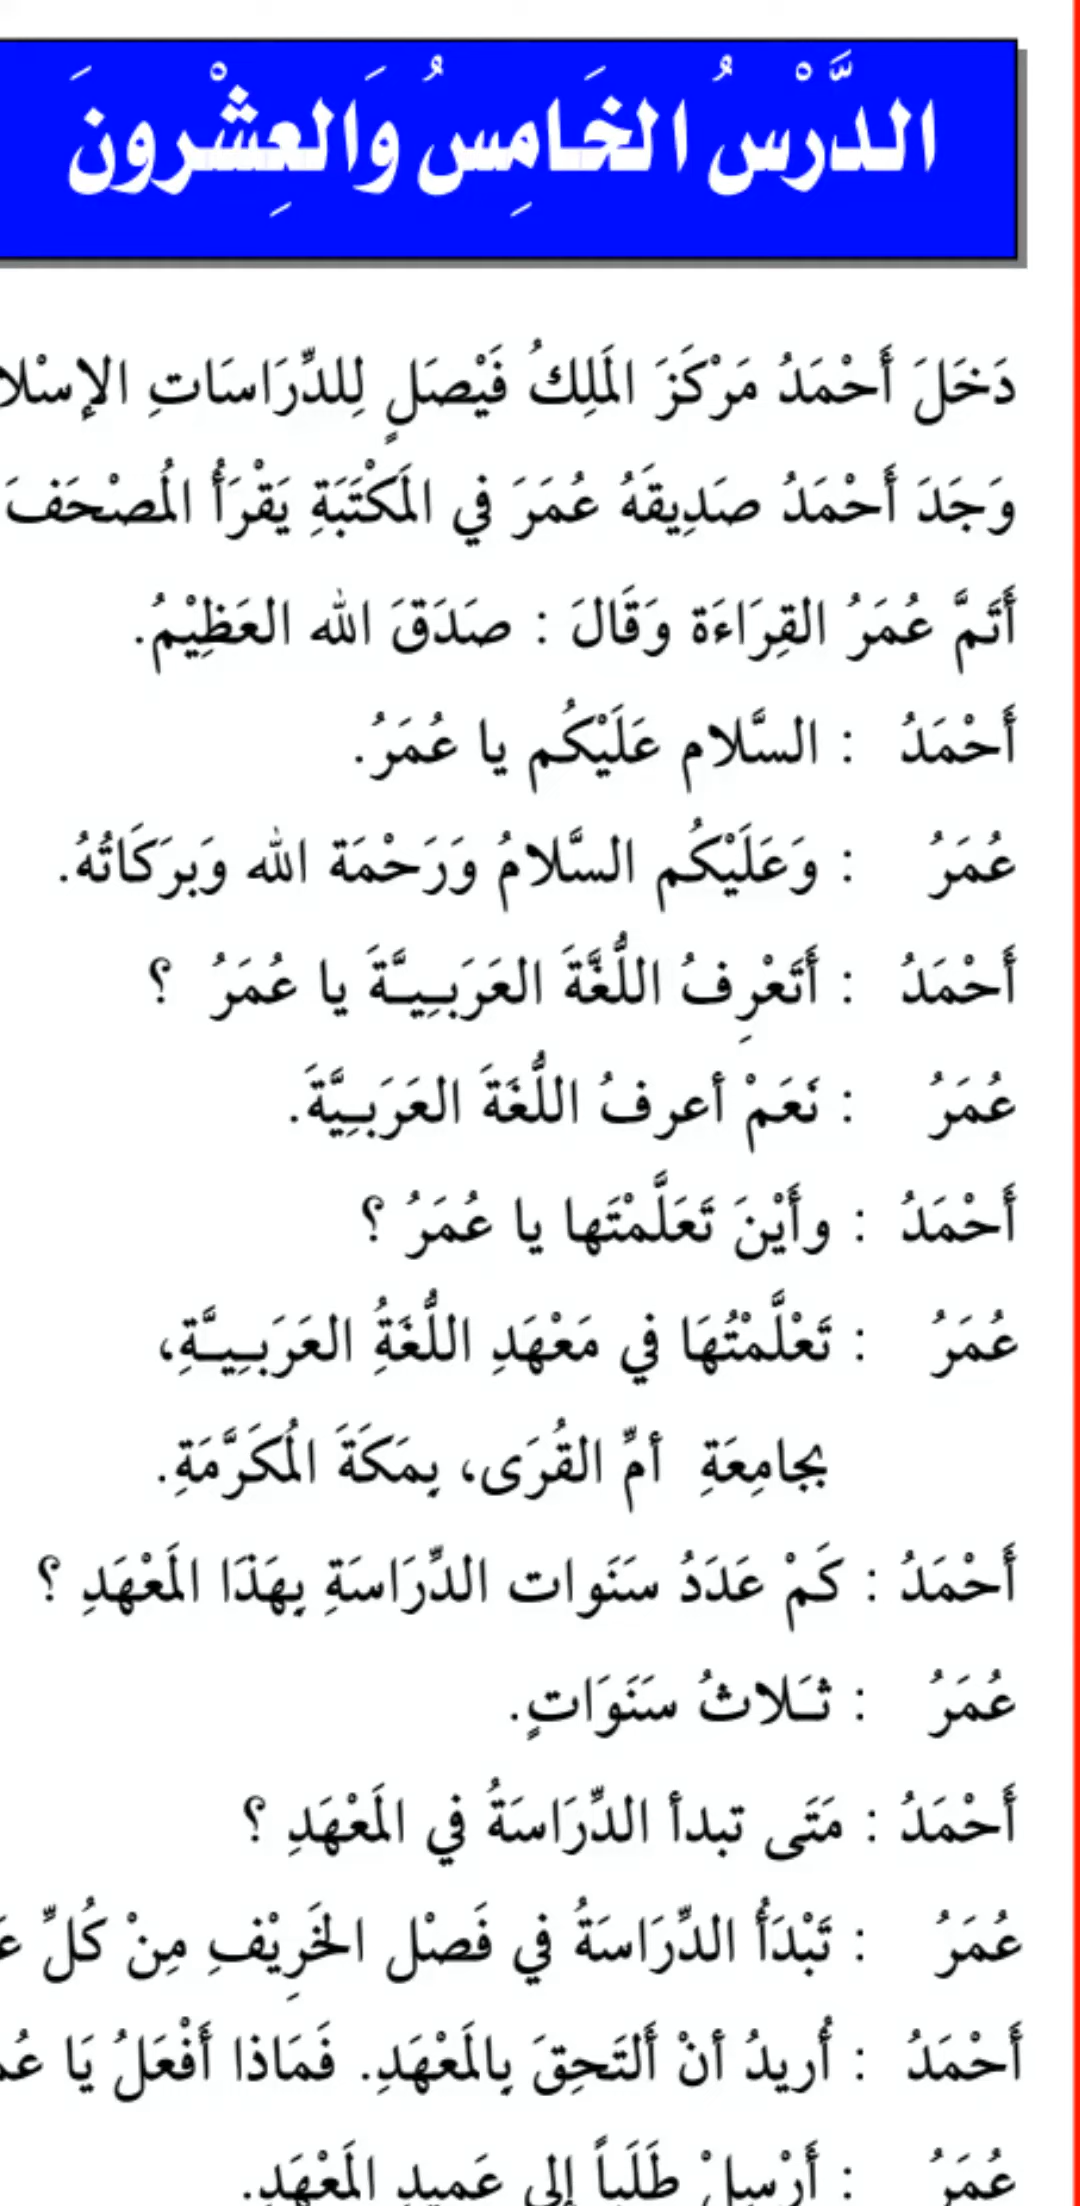 الدَّرْسُ الخَامِسُ وَالعِشْرونَ
دَخَلَ أَحْمَدُ مَرْكَزَ المَلِكُ فَيْصَلٍ لِلدِّرَاسَاتِ
وَجَدَ أَحْمَدُ صَدِيقَهُ عُمَرَ في المَكْتَبَةِ يَقْرَأُ المُصْحَفَ
أَتَمَّ عُمَرُ القِرَاءَة وَقَالَ : صَدَقَ الله العَظِيْمُ.
أَحْمَدُ : السَّلام عَلَيْكُم يا عُمَرُ.
عُمَرُ : وَعَلَيْكُم السَّلامُ وَرَحْمَة الله وَبَركَاتُهُ.
أَحْمَدُ : أَتَعْرِفُ اللُّغَّةَ العَرَبِيَّةَ يا عُمَرُ ؟
عُمَرُ : نَعَمْ أعرفُ اللُّغَةَ العَرَبِيَّةَ.
أَحْمَدُ : وأَيْنَ تَعَلَّمْتَها يا عُمَرُ ؟
عُمَرُ : تَعْلَّمْتُهَا في مَعْهَدِ اللُّغَةُِ العَرَبِيَّةِ،
بجامِعَةِ أمِّ القُرَى، بِمَكَةَ المُكَرَّمَةِ.
أَحْمَدُ : كَمْ عَدَدُ سَنَوات الدِّرَاسَةِ بِهَذَا المَعْهَدِ ؟
عُمَرُ : ثَلاثُ سَنَوَاتٍ.
أَحْمَدُ : مَتَى تبدأ الدِّرَاسَةُ في المَعْهَدِ ؟
عُمَرُ : تَبْدَأُ الدِّرَاسَةُ في فَصْل الخَرِيْفِ مِنْ كُلِّ
أَحْمَدُ : أُريدُ أنْ أَلتَحِقَ بِالمَعْهَدِ. فَمَاذا أَفْعَلُ يَا
عُمَرُ : أَرْسِلْ طَلَباً إلى عَميدِ المَعْهَدِ.